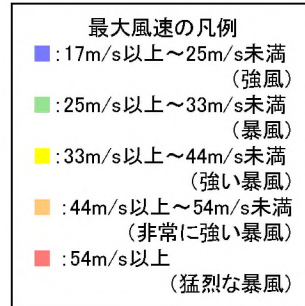 最大風速の凡例
:17m/s以上～25m/s未満
(強風)
:25m/s以上～33m/s未満
(暴風)
:33m/s以上～44m/s未満
(強い暴風)
:44m/s以上～54m/s未満
(非常に強い暴風)
:54m/s以上
(猛烈な暴風)